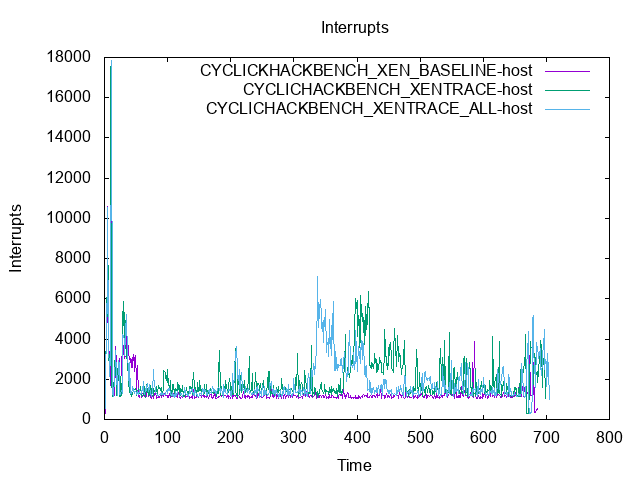 Interrupts
18000
16000
14000
12000
10000
8000
6000
4000
2000
0
Interrupts
CYCLICKHACKBENCH_XEN_BASELINE-host
CYCLICHACKBENCH_XENTRACE-host
CYCLICHACKBENCH_XENTRACE_ALL-host
0 100 200 300 400 500 600 700 800
Time